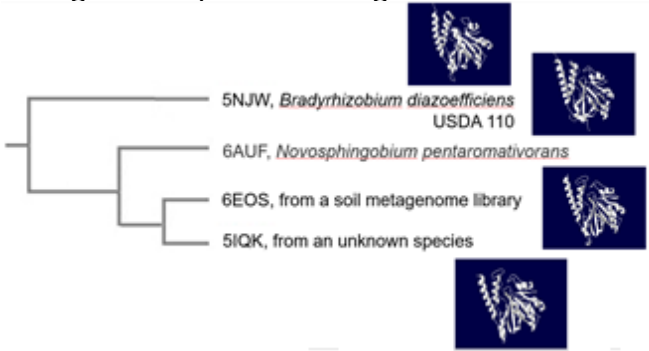 5NJW, Bradyrhizobium diazoefficiens
USDA 110
6AUF, Novosphingobium pentaromativorans
6EOS, from a soil metagenome library
5IQK, from an unknown species